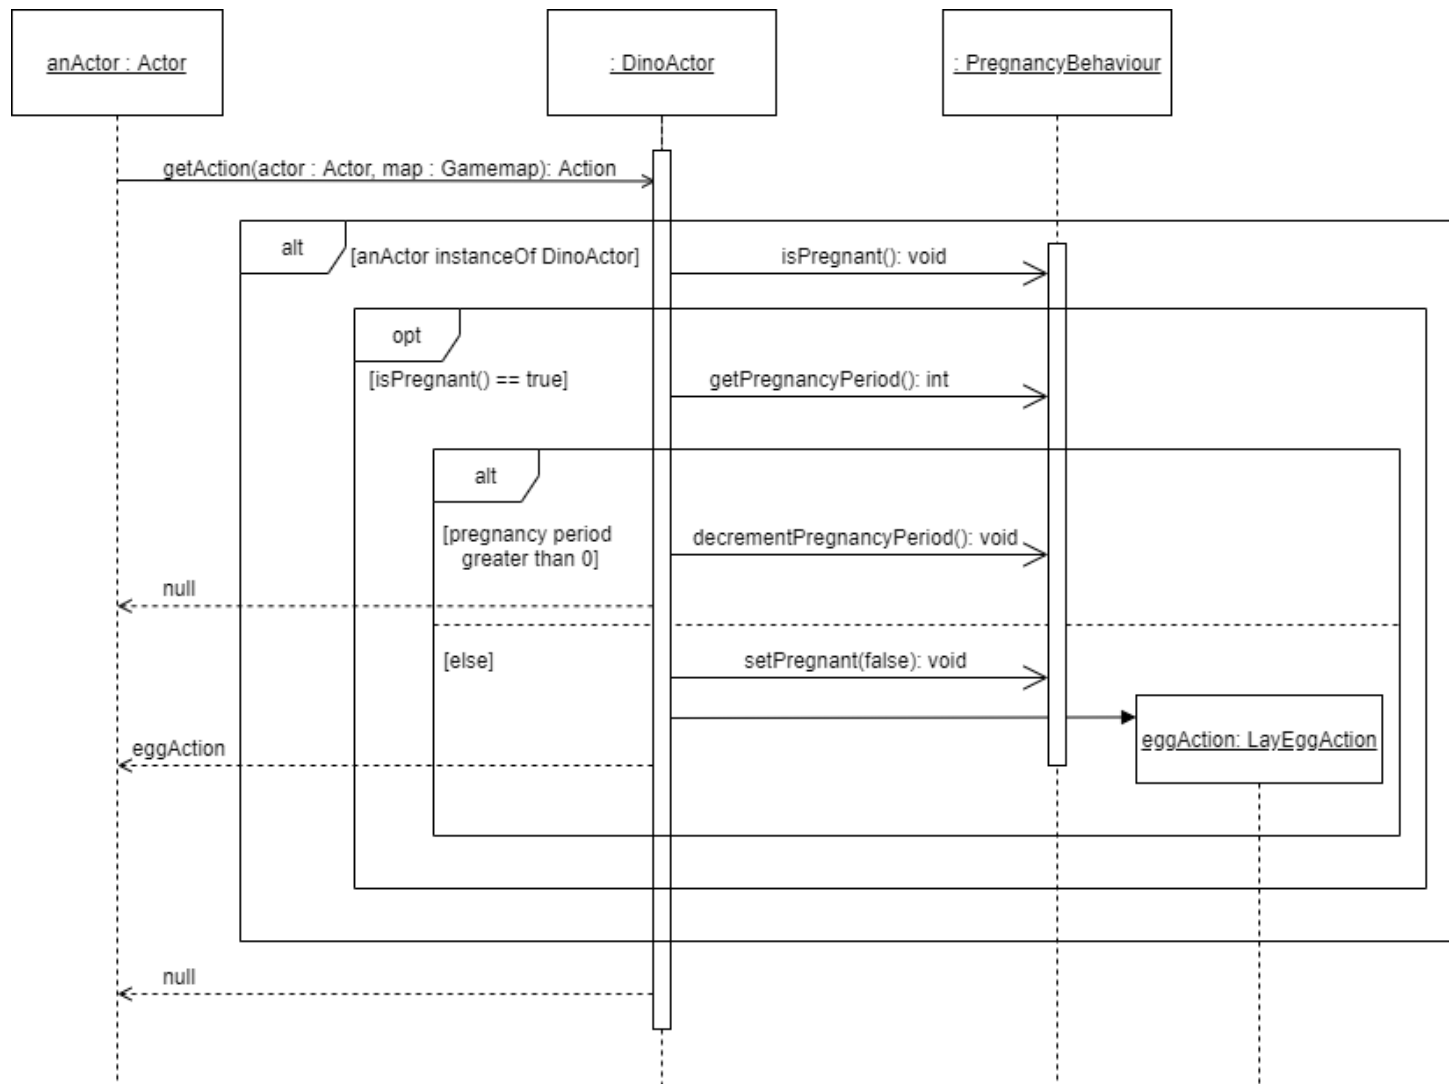 anActor : Actor
: DinoActor
: PregnancyBehaviour
getAction(actor : Actor, map : Gamemap): Action
alt
[anActor instanceOf DinoActor]
isPregnant(): void
opt
[isPregnant() == true]
getPregnancyPeriod(): int
alt
[pregnancy period
greater than 0]
decrementPregnancyPeriod(): void
null
[else]
setPregnant(false): void
eggAction: LayEggAction
eggAction
null